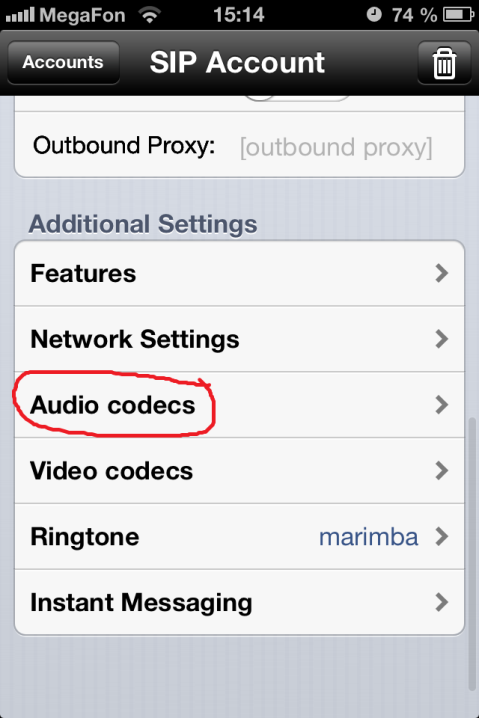 MegaFon 15:14 74 %
Accounts SIP Account
Outbound Proxy: [outbound proxy]
Additional Settings
Features
Network Settings
Audio codecs
Video codecs
Ringtone marimba
Instant Messaging